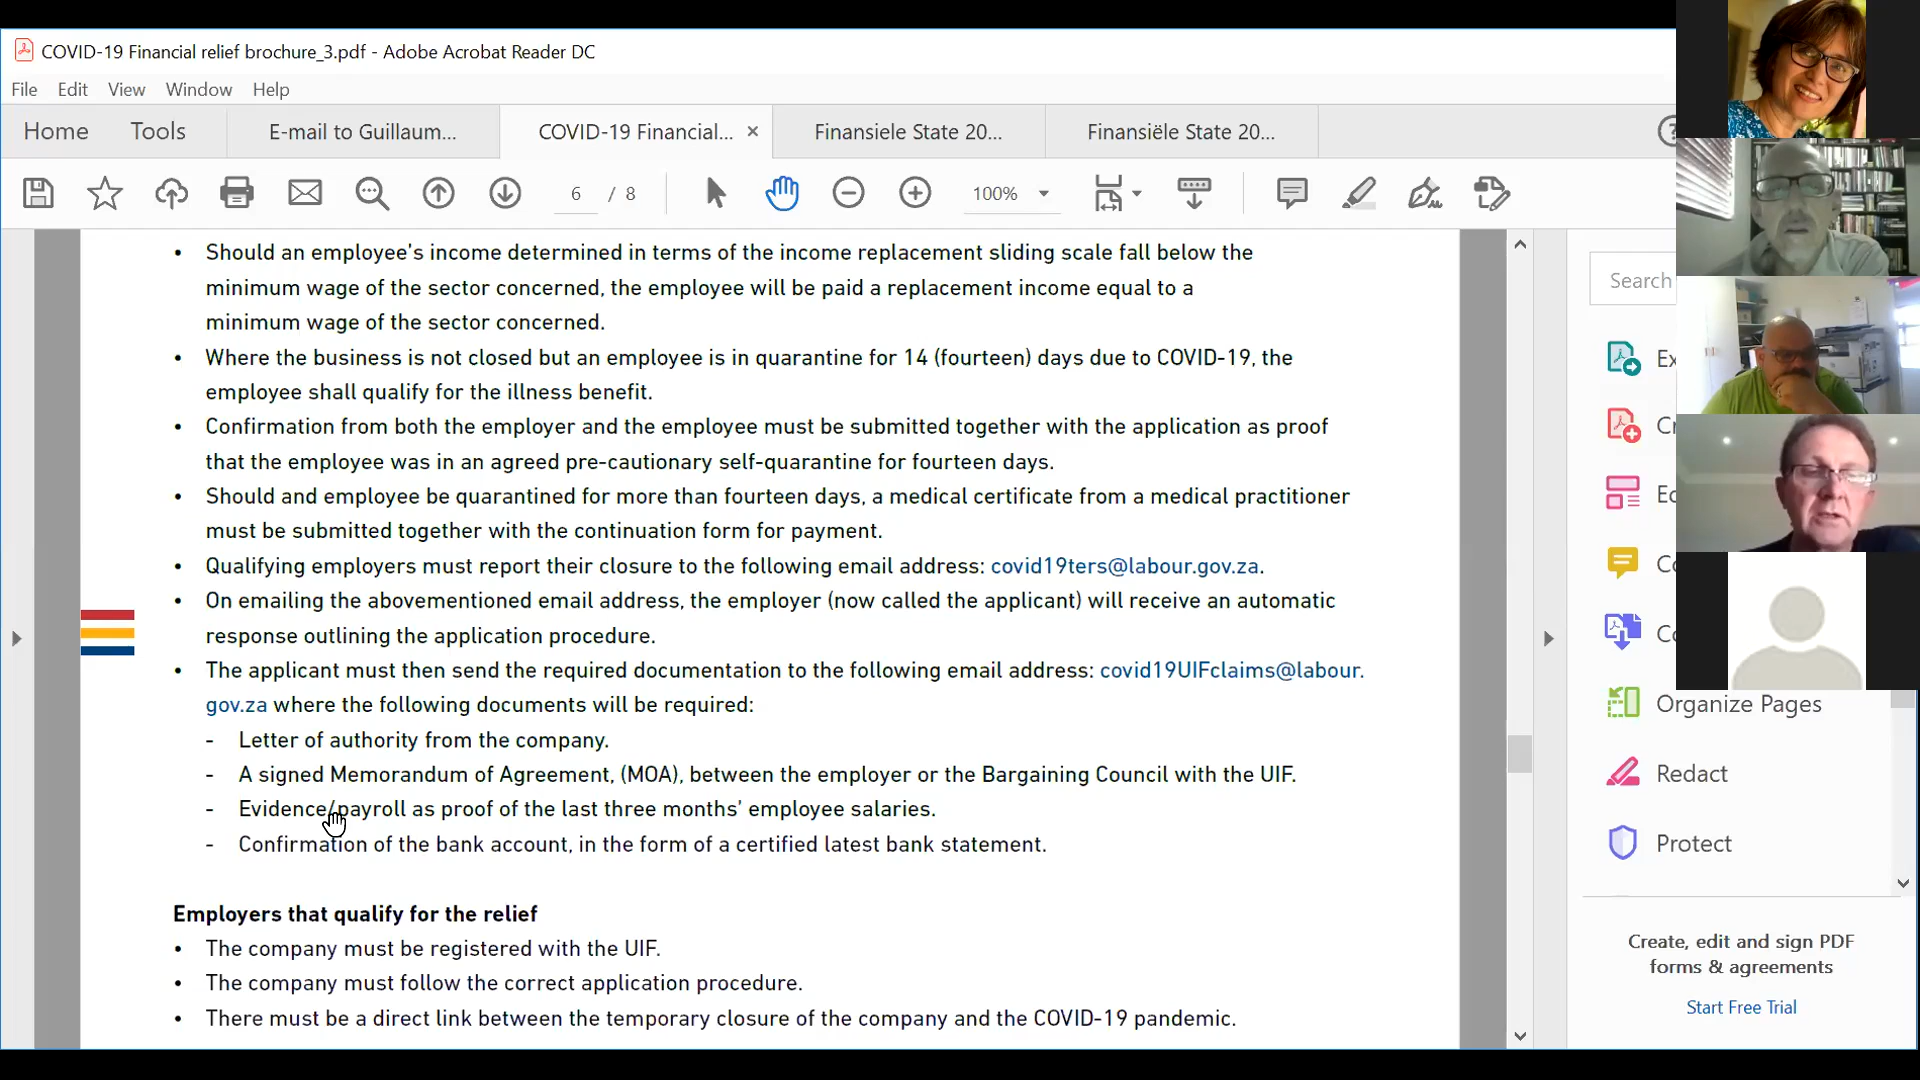 COVID-19 Financial relief brochure_3.pdf - Adobe Acrobat Reader DC
File Edit View Window Help
Home Tools E-mail to Guillaum... COVID-19 Financial... Finansiele State 20... Finansiële State 20...
6 / 8 100%
• Should an employee's income determined in terms of the income replacement sliding scale fall below the
minimum wage of the sector concerned, the employee will be paid a replacement income equal to a
minimum wage of the sector concerned.
• Where the business is not closed but an employee is in quarantine for 14 (fourteen) days due to COVID-19, the
employee shall qualify for the illness benefit.
• Confirmation from both the employer and the employee must be submitted together with the application as proof
that the employee was in an agreed pre-cautionary self-quarantine for fourteen days.
• Should and employee be quarantined for more than fourteen days, a medical certificate from a medical practitioner
must be submitted together with the continuation form for payment.
• Qualifying employers must report their closure to the following email address: covid19ters@labour.gov.za.
• On emailing the abovementioned email address, the employer (now called the applicant) will receive an automatic
response outlining the application procedure.
• The applicant must then send the required documentation to the following email address: covid19UIFclaims@labour.
gov.za where the following documents will be required:
- Letter of authority from the company.
- A signed Memorandum of Agreement, (MOA), between the employer or the Bargaining Council with the UIF.
- Evidence/payroll as proof of the last three months' employee salaries.
- Confirmation of the bank account, in the form of a certified latest bank statement.
Employers that qualify for the relief
• The company must be registered with the UIF.
• The company must follow the correct application procedure.
• There must be a direct link between the temporary closure of the company and the COVID-19 pandemic.
Search
Ex
Cr
Ed
Co
Co
Organize Pages
Redact
Protect
Create, edit and sign PDF
forms & agreements
Start Free Trial